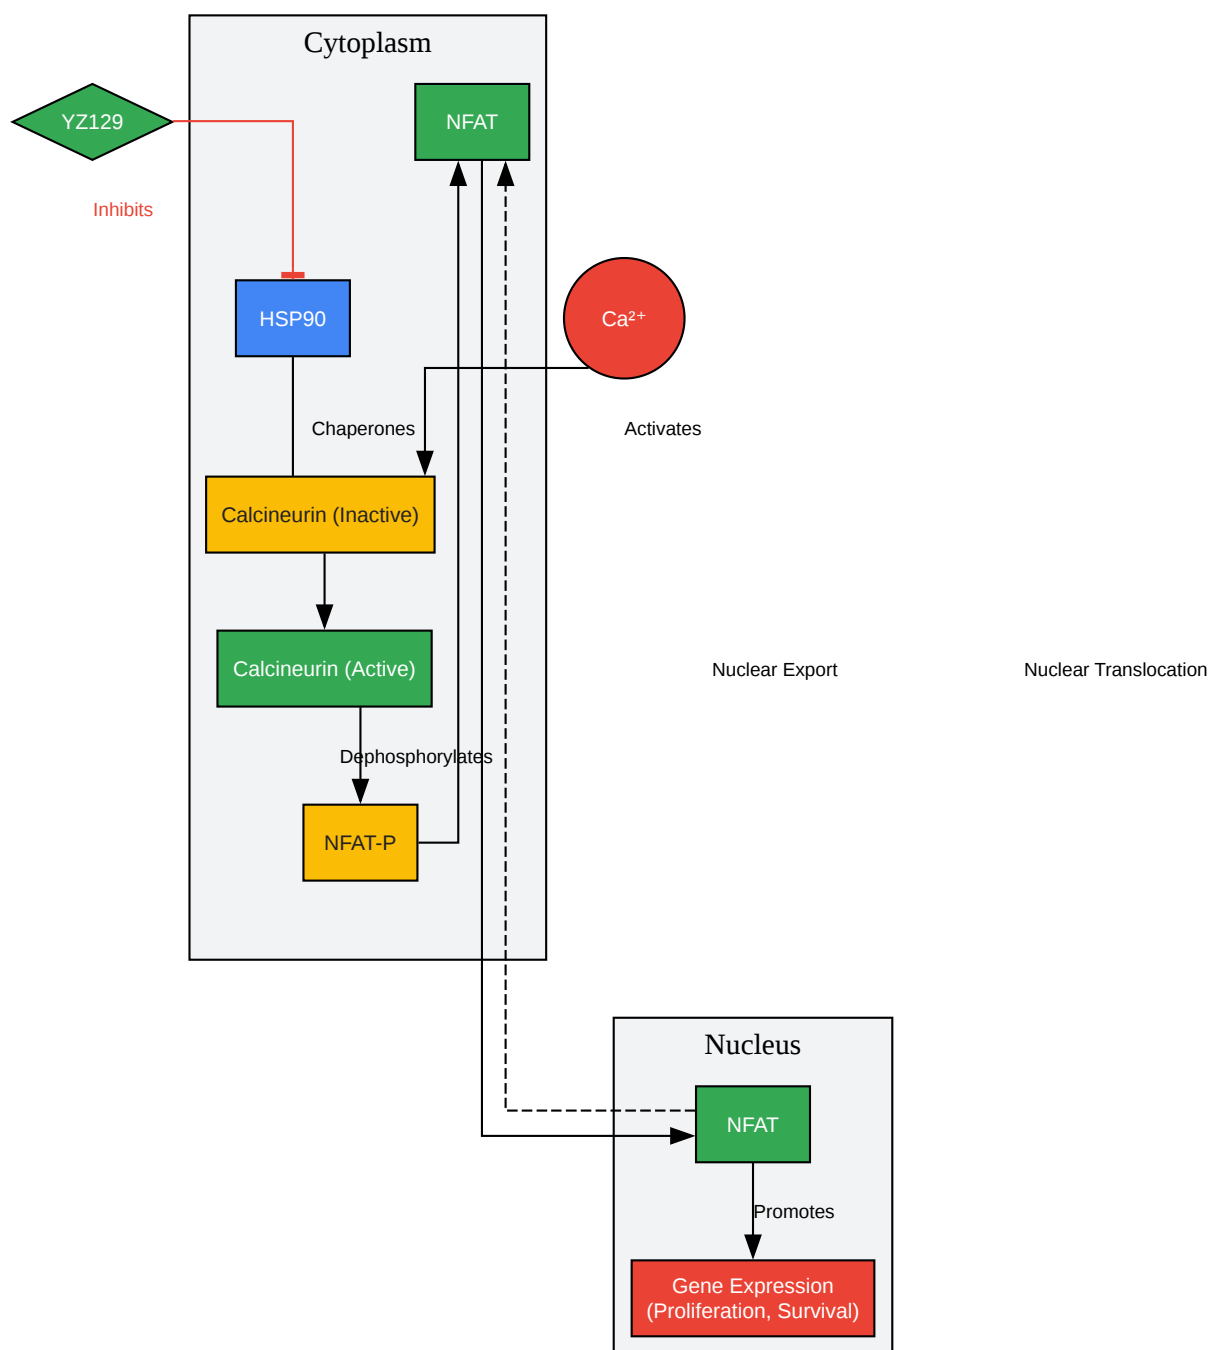 Cytoplasm
YZ129
NFAT
Inhibits
HSP90
Ca²⁺
Chaperones
Activates
Calcineurin (Inactive)
Calcineurin (Active)
Nuclear Export
Nuclear Translocation
Dephosphorylates
NFAT-P
Nucleus
NFAT
Promotes
Gene Expression
(Proliferation, Survival)